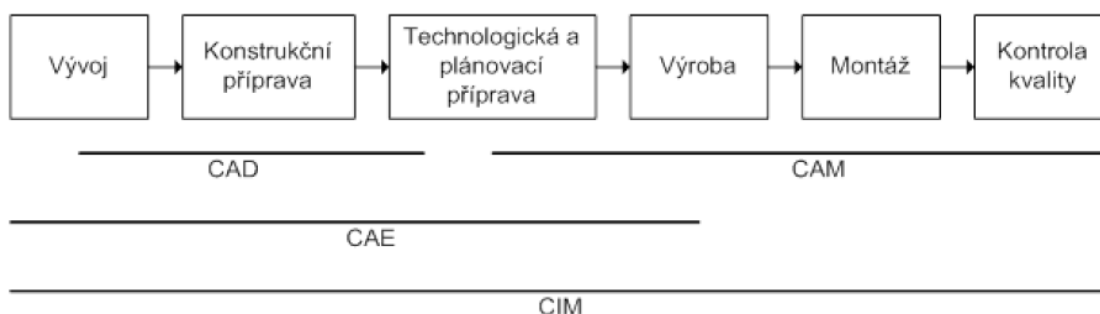 Vývoj
Konstrukční
příprava
Technologická a
plánovací
příprava
Výroba
Montáž
Kontrola
kvality
CAD
CAM
CAE
CIM